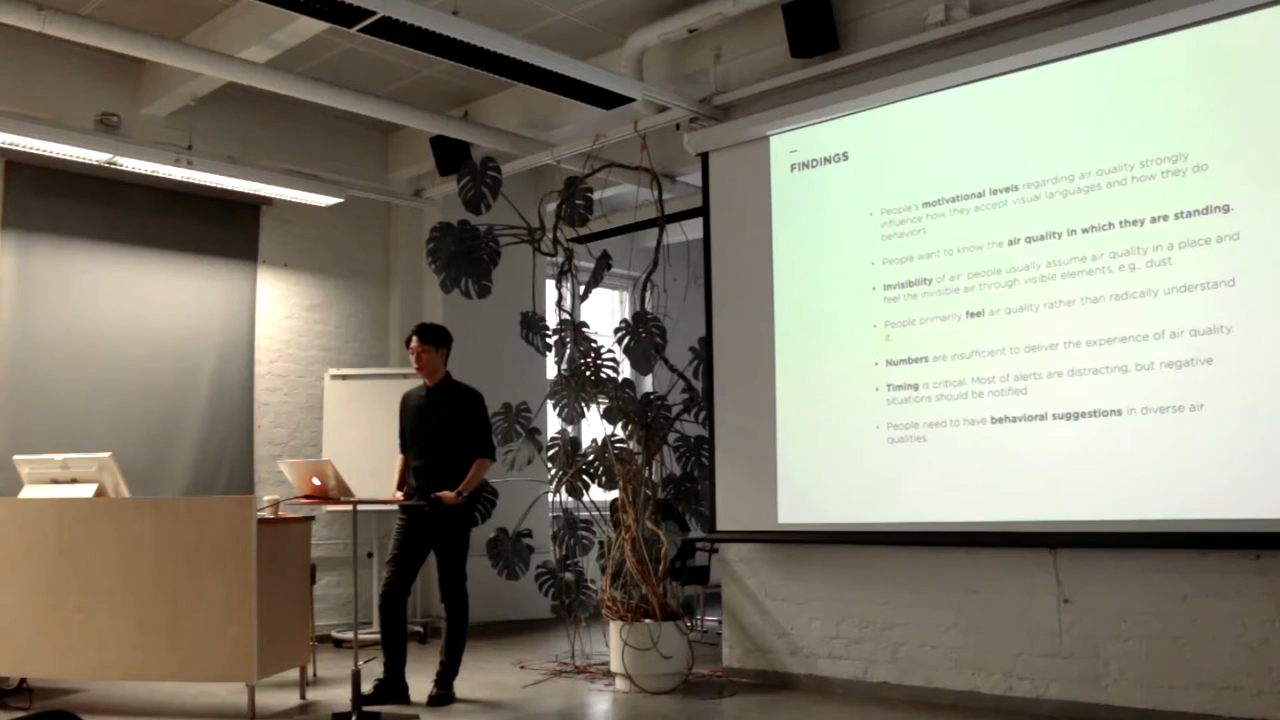 FINDINGS
• People's motivational levels regarding air quality strongly
influence how they accept visual languages and how they do
behaviors.
• People want to know the air quality in which they are standing.
• Invisibility of air: people usually assume air quality in a place and
feel the invisible air through visible elements, e.g., dust.
• People primarily feel air quality rather than radically understand
it.
• Numbers are insufficient to deliver the experience of air quality.
• Timing is critical. Most of alerts are distracting, but negative
situations should be notified.
• People need to have behavioral suggestions in diverse air
qualities.